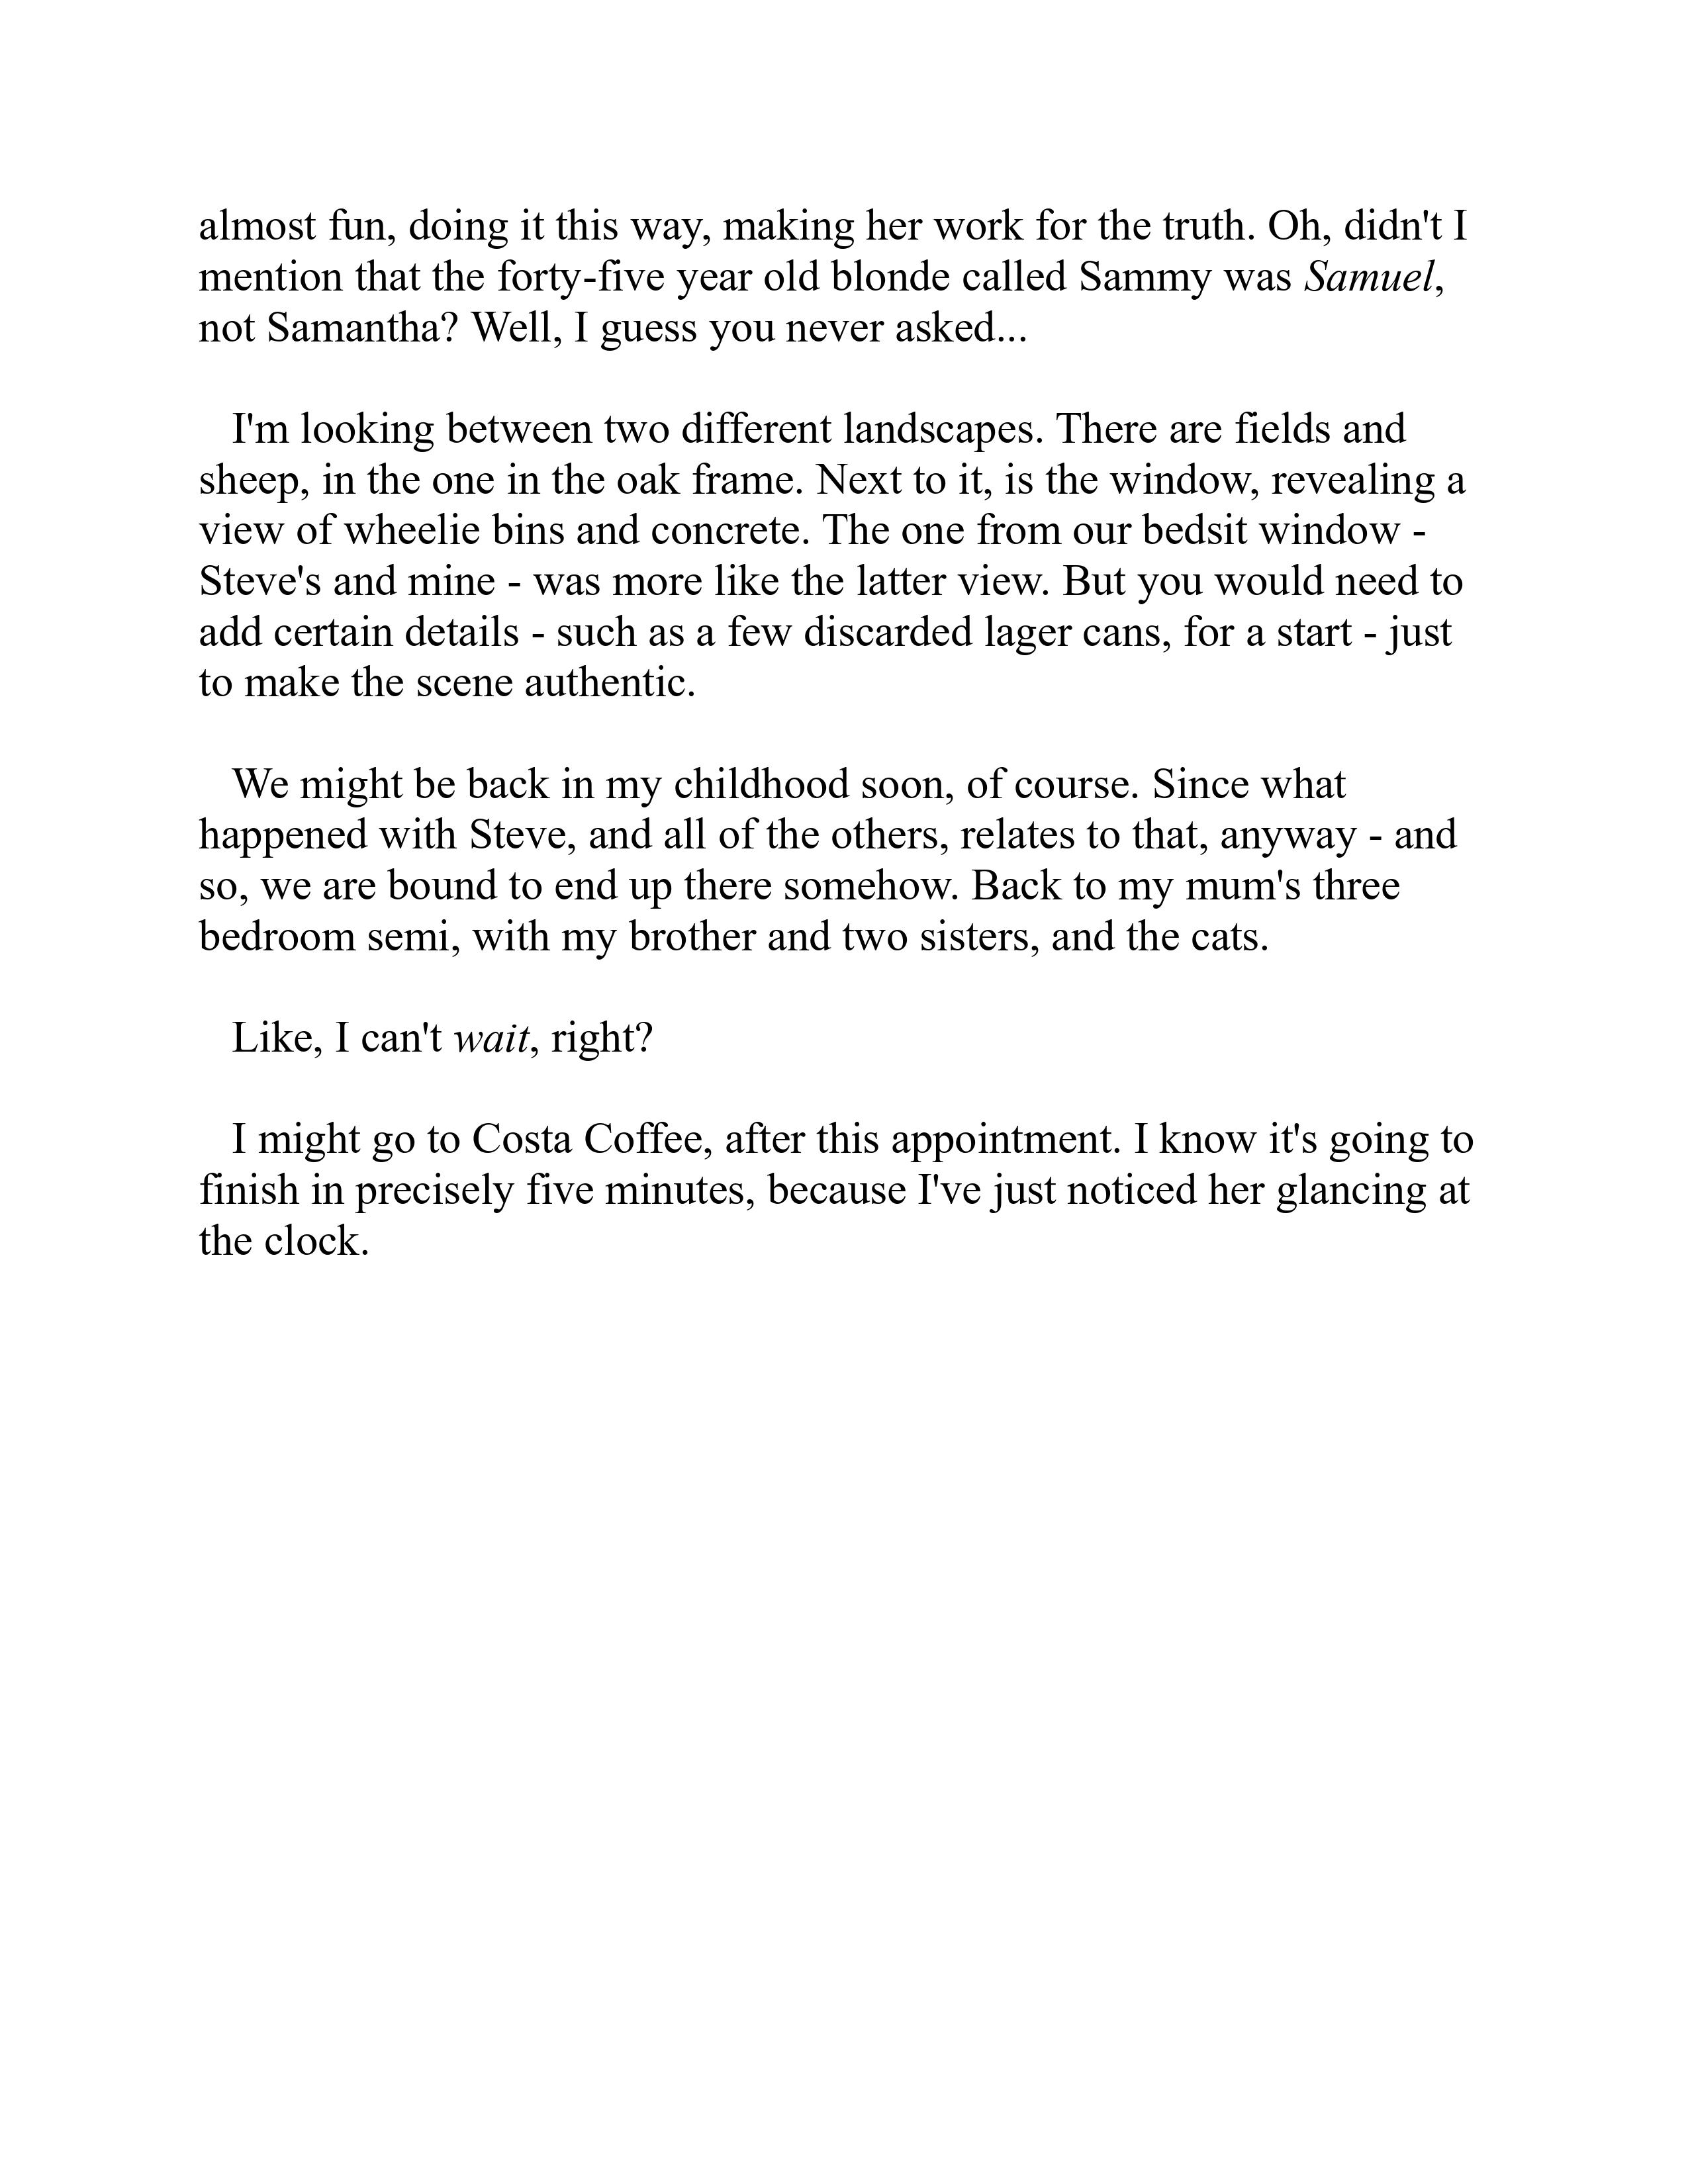 almost fun, doing it this way, making her work for the truth. Oh, didn't I
mention that the forty-five year old blonde called Sammy was Samuel,
not Samantha? Well, I guess you never asked...
I'm looking between two different landscapes. There are fields and
sheep, in the one in the oak frame. Next to it, is the window, revealing a
view of wheelie bins and concrete. The one from our bedsit window -
Steve's and mine - was more like the latter view. But you would need to
add certain details - such as a few discarded lager cans, for a start - just
to make the scene authentic.
We might be back in my childhood soon, of course. Since what
happened with Steve, and all of the others, relates to that, anyway - and
so, we are bound to end up there somehow. Back to my mum's three
bedroom semi, with my brother and two sisters, and the cats.
Like, I can't wait, right?
I might go to Costa Coffee, after this appointment. I know it's going to
finish in precisely five minutes, because I've just noticed her glancing at
the clock.